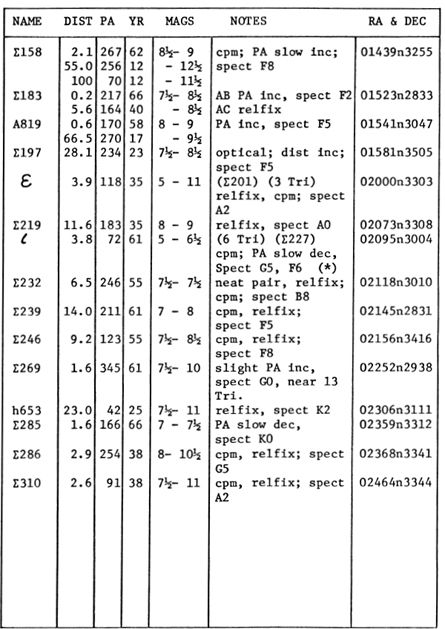 NAME DIST PA YR MAGS NOTES RA & DEC
Σ158 2.1 267 62 8½- 9 cpm; PA slow inc; 01439n3255
55.0 256 12 - 12½ spect F8
100 70 12 - 11½
Σ183 0.2 217 66 7½- 8½ AB PA inc, spect F2 01523n2833
5.6 164 40 - 8½ AC relfix
A819 0.6 170 58 8 - 9 PA inc, spect F5 01541n3047
66.5 270 17 - 9½
Σ197 28.1 234 23 7½- 8½ optical; dist inc; 01581n3505
spect F5
ε 3.9 118 35 5 - 11 (Σ201) (3 Tri) 02000n3303
relfix, cpm; spect
A2
Σ219 11.6 183 35 8 - 9 relfix, spect A0 02073n3308
ι 3.8 72 61 5 - 6½ (6 Tri) (Σ227) 02095n3004
cpm; PA slow dec,
Spect G5, F6 (*)
Σ232 6.5 246 55 7½- 7½ neat pair, relfix; 02118n3010
cpm; spect B8
Σ239 14.0 211 61 7 - 8 cpm, relfix; 02145n2831
spect F5
Σ246 9.2 123 55 7½- 8½ cpm, relfix; 02156n3416
spect F8
Σ269 1.6 345 61 7½- 10 slight PA inc, 02252n2938
spect G0, near 13
Tri.
h653 23.0 42 25 7½- 11 relfix, spect K2 02306n3111
Σ285 1.6 166 66 7 - 7½ PA slow dec, 02359n3312
spect K0
Σ286 2.9 254 38 8- 10½ cpm, relfix; spect 02368n3341
G5
Σ310 2.6 91 38 7½- 11 cpm, relfix; spect 02464n3344
A2